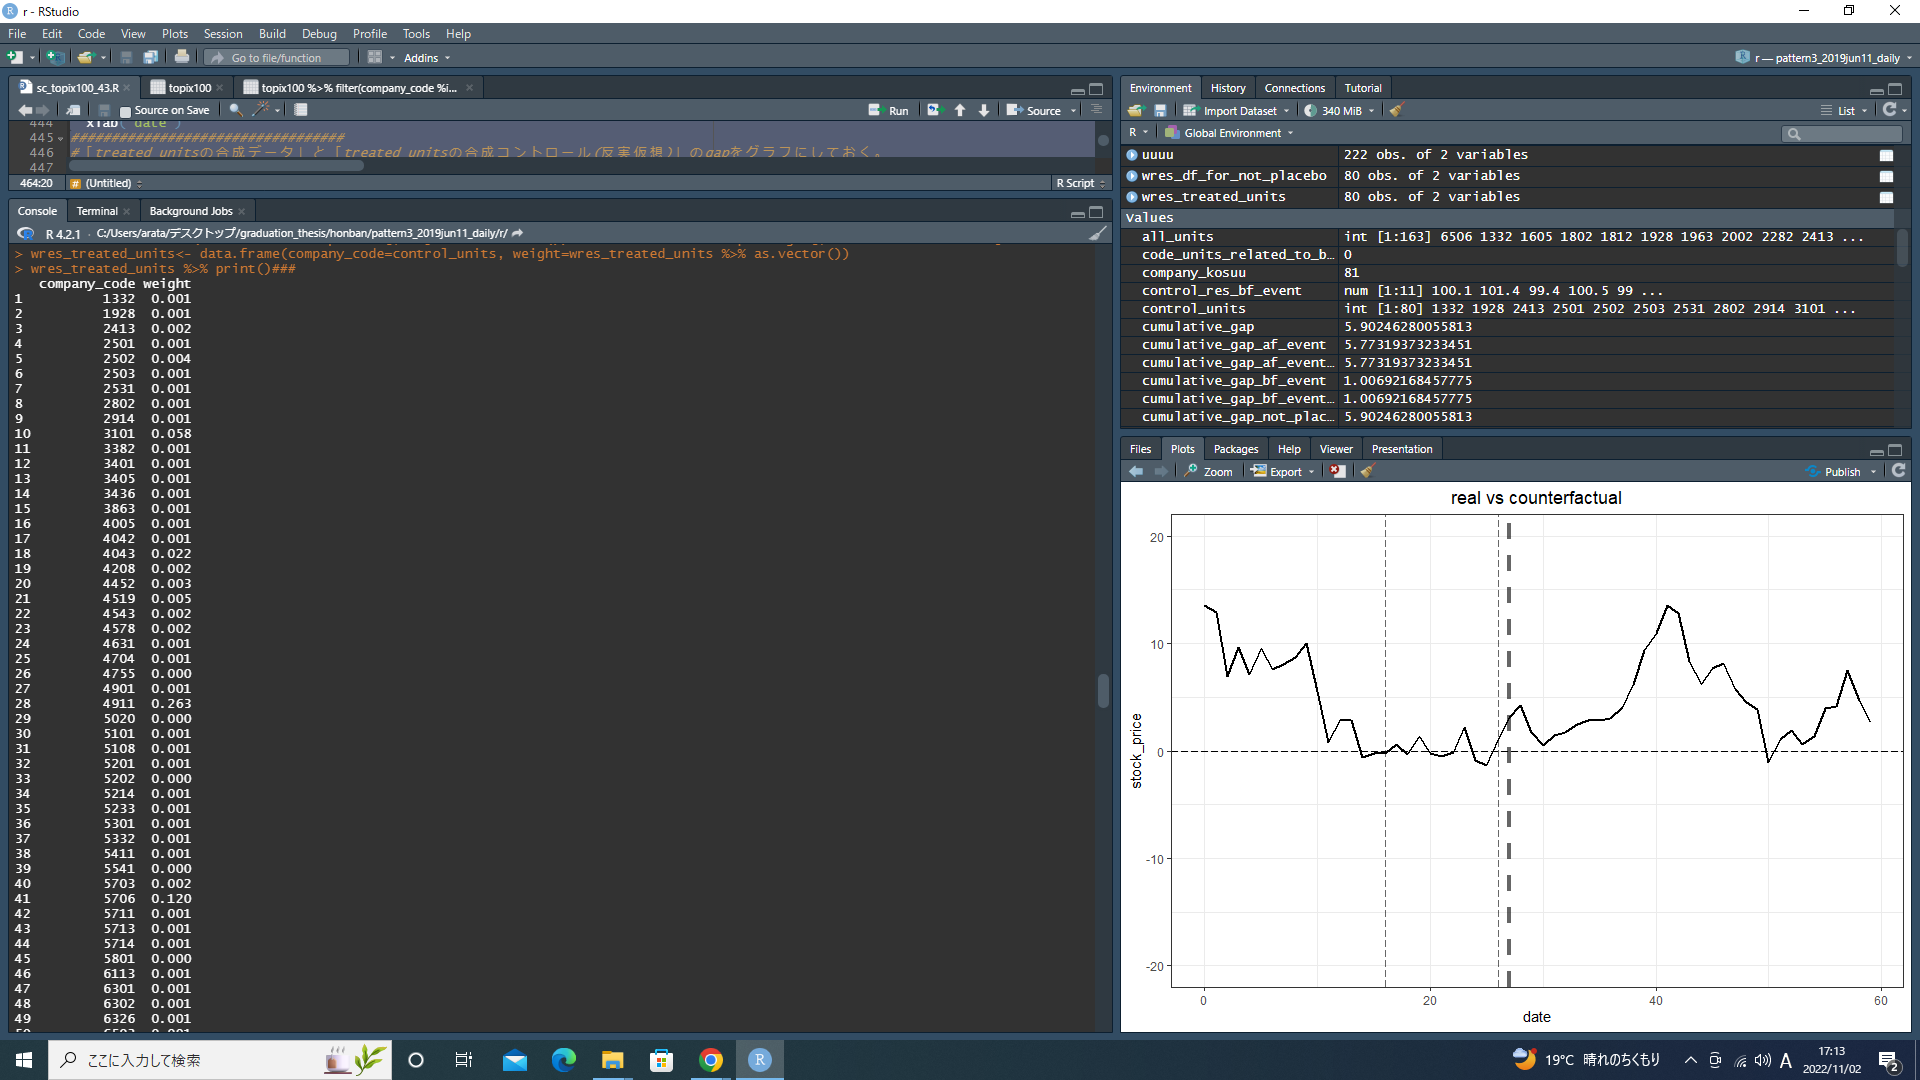 r - RStudio
File Edit Code View Plots Session Build Debug Profile Tools Help
Go to file/function Addins
r — pattern3_2019jun11_daily
sc_topix100_43.R topix100 topix100 %>% filter(company_code %i...
Source on Save Run Source
444 xlab("date")
445 ##################################
446 #「treated unitsの合成データ」と「treated unitsの合成コントロール(反実仮想)」のgapをグラフにしておく。
447
464:20 # (Untitled) R Script
Console Terminal Background Jobs
R 4.2.1 · C:/Users/arata/デスクトップ/graduation_thesis/honban/pattern3_2019jun11_daily/r/
> wres_treated_units<- data.frame(company_code=control_units, weight=wres_treated_units %>% as.vector())
> wres_treated_units %>% print()###
company_code weight
1 1332 0.001
2 1928 0.001
3 2413 0.002
4 2501 0.001
5 2502 0.004
6 2503 0.001
7 2531 0.001
8 2802 0.001
9 2914 0.001
10 3101 0.058
11 3382 0.001
12 3401 0.001
13 3405 0.001
14 3436 0.001
15 3863 0.001
16 4005 0.001
17 4042 0.001
18 4043 0.022
19 4208 0.002
20 4452 0.003
21 4519 0.005
22 4543 0.002
23 4578 0.002
24 4631 0.001
25 4704 0.001
26 4755 0.000
27 4901 0.001
28 4911 0.263
29 5020 0.000
30 5101 0.001
31 5108 0.001
32 5201 0.001
33 5202 0.000
34 5214 0.001
35 5233 0.001
36 5301 0.001
37 5332 0.001
38 5411 0.001
39 5541 0.000
40 5703 0.002
41 5706 0.120
42 5711 0.001
43 5713 0.001
44 5714 0.001
45 5801 0.000
46 6113 0.001
47 6301 0.001
48 6302 0.001
49 6326 0.001
Environment History Connections Tutorial
Import Dataset 340 MiB List
R Global Environment
uuuu 222 obs. of 2 variables
wres_df_for_not_placebo 80 obs. of 2 variables
wres_treated_units 80 obs. of 2 variables
Values
all_units int [1:163] 6506 1332 1605 1802 1812 1928 1963 2002 2282 2413 ...
code_units_related_to_b... 0
company_kosuu 81
control_res_bf_event num [1:11] 100.1 101.4 99.4 100.5 99 ...
control_units int [1:80] 1332 1928 2413 2501 2502 2503 2531 2802 2914 3101 ...
cumulative_gap 5.90246280055813
cumulative_gap_af_event 5.77319373233451
cumulative_gap_af_event... 5.77319373233451
cumulative_gap_bf_event 1.00692168457775
cumulative_gap_bf_event... 1.00692168457775
cumulative_gap_not_plac... 5.90246280055813
Files Plots Packages Help Viewer Presentation
Zoom Export Publish
real vs counterfactual
20
10
0
-10
-20
stock_price
0 20 40 60
date
ここに入力して検索
19°C 晴れのちくもり
A
17:13
2022/11/02
2